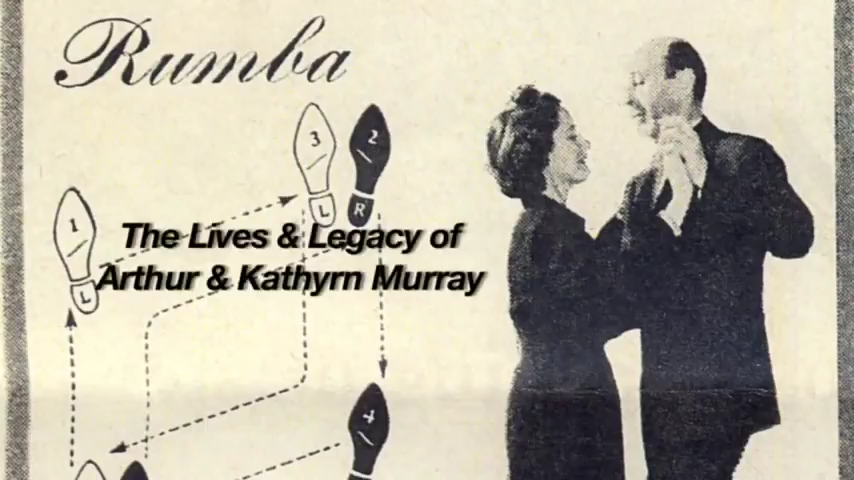 Rumba
3
2
L
R
1
L
The Lives & Legacy of
Arthur & Kathyrn Murray
4